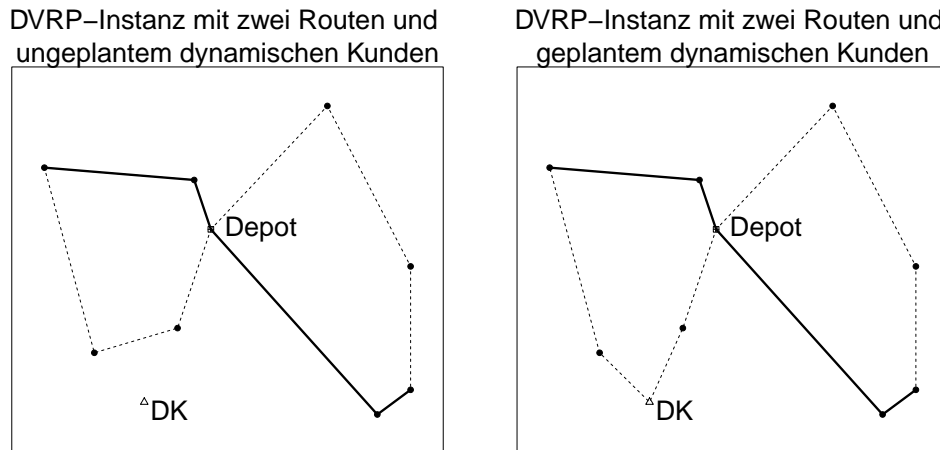 DVRP−Instanz mit zwei Routen und
ungeplantem dynamischen Kunden
Depot
DK
DVRP−Instanz mit zwei Routen und
geplantem dynamischen Kunden
Depot
DK